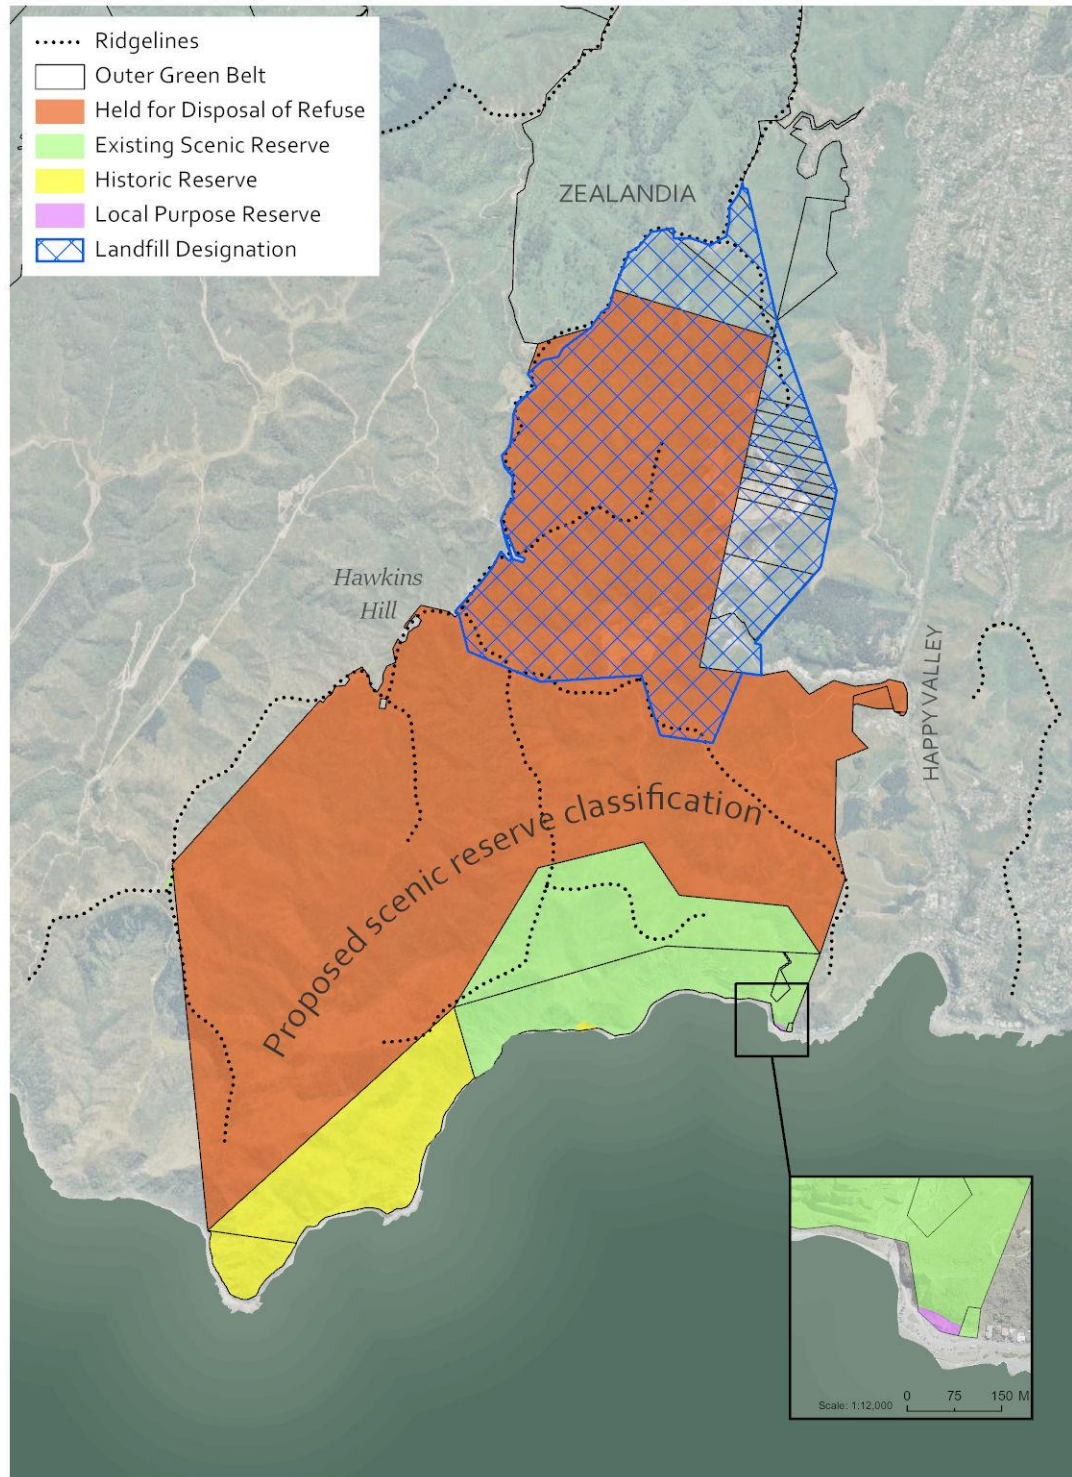 Ridgelines
Outer Green Belt
Held for Disposal of Refuse
Existing Scenic Reserve
Historic Reserve
Local Purpose Reserve
Landfill Designation
ZEALANDIA
Hawkins
Hill
HAPPY VALLEY
Proposed scenic reserve classification
Scale: 1:12,000
0 75 150 M